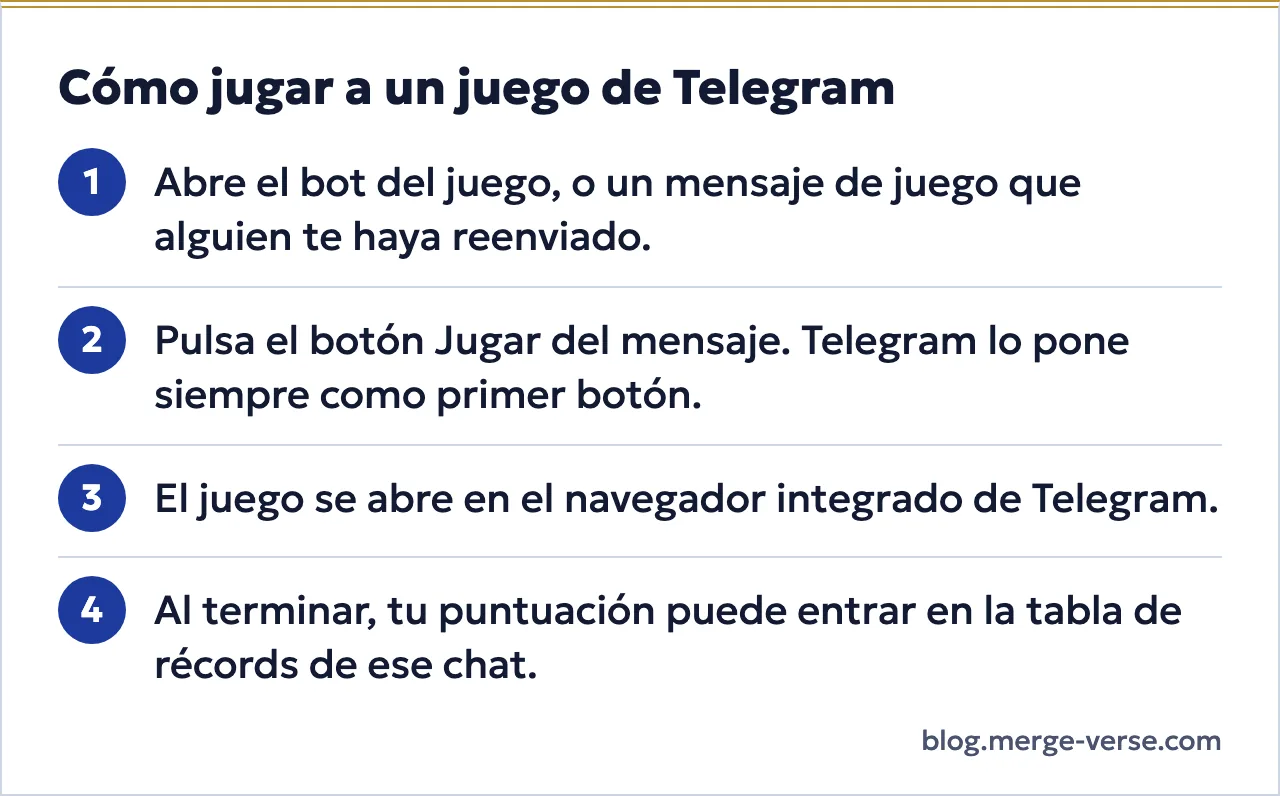 Cómo jugar a un juego de Telegram
1
Abre el bot del juego, o un mensaje de juego que
alguien te haya reenviado.
2
Pulsa el botón Jugar del mensaje. Telegram lo pone
siempre como primer botón.
3
El juego se abre en el navegador integrado de Telegram.
4
Al terminar, tu puntuación puede entrar en la tabla de
récords de ese chat.
blog.merge-verse.com